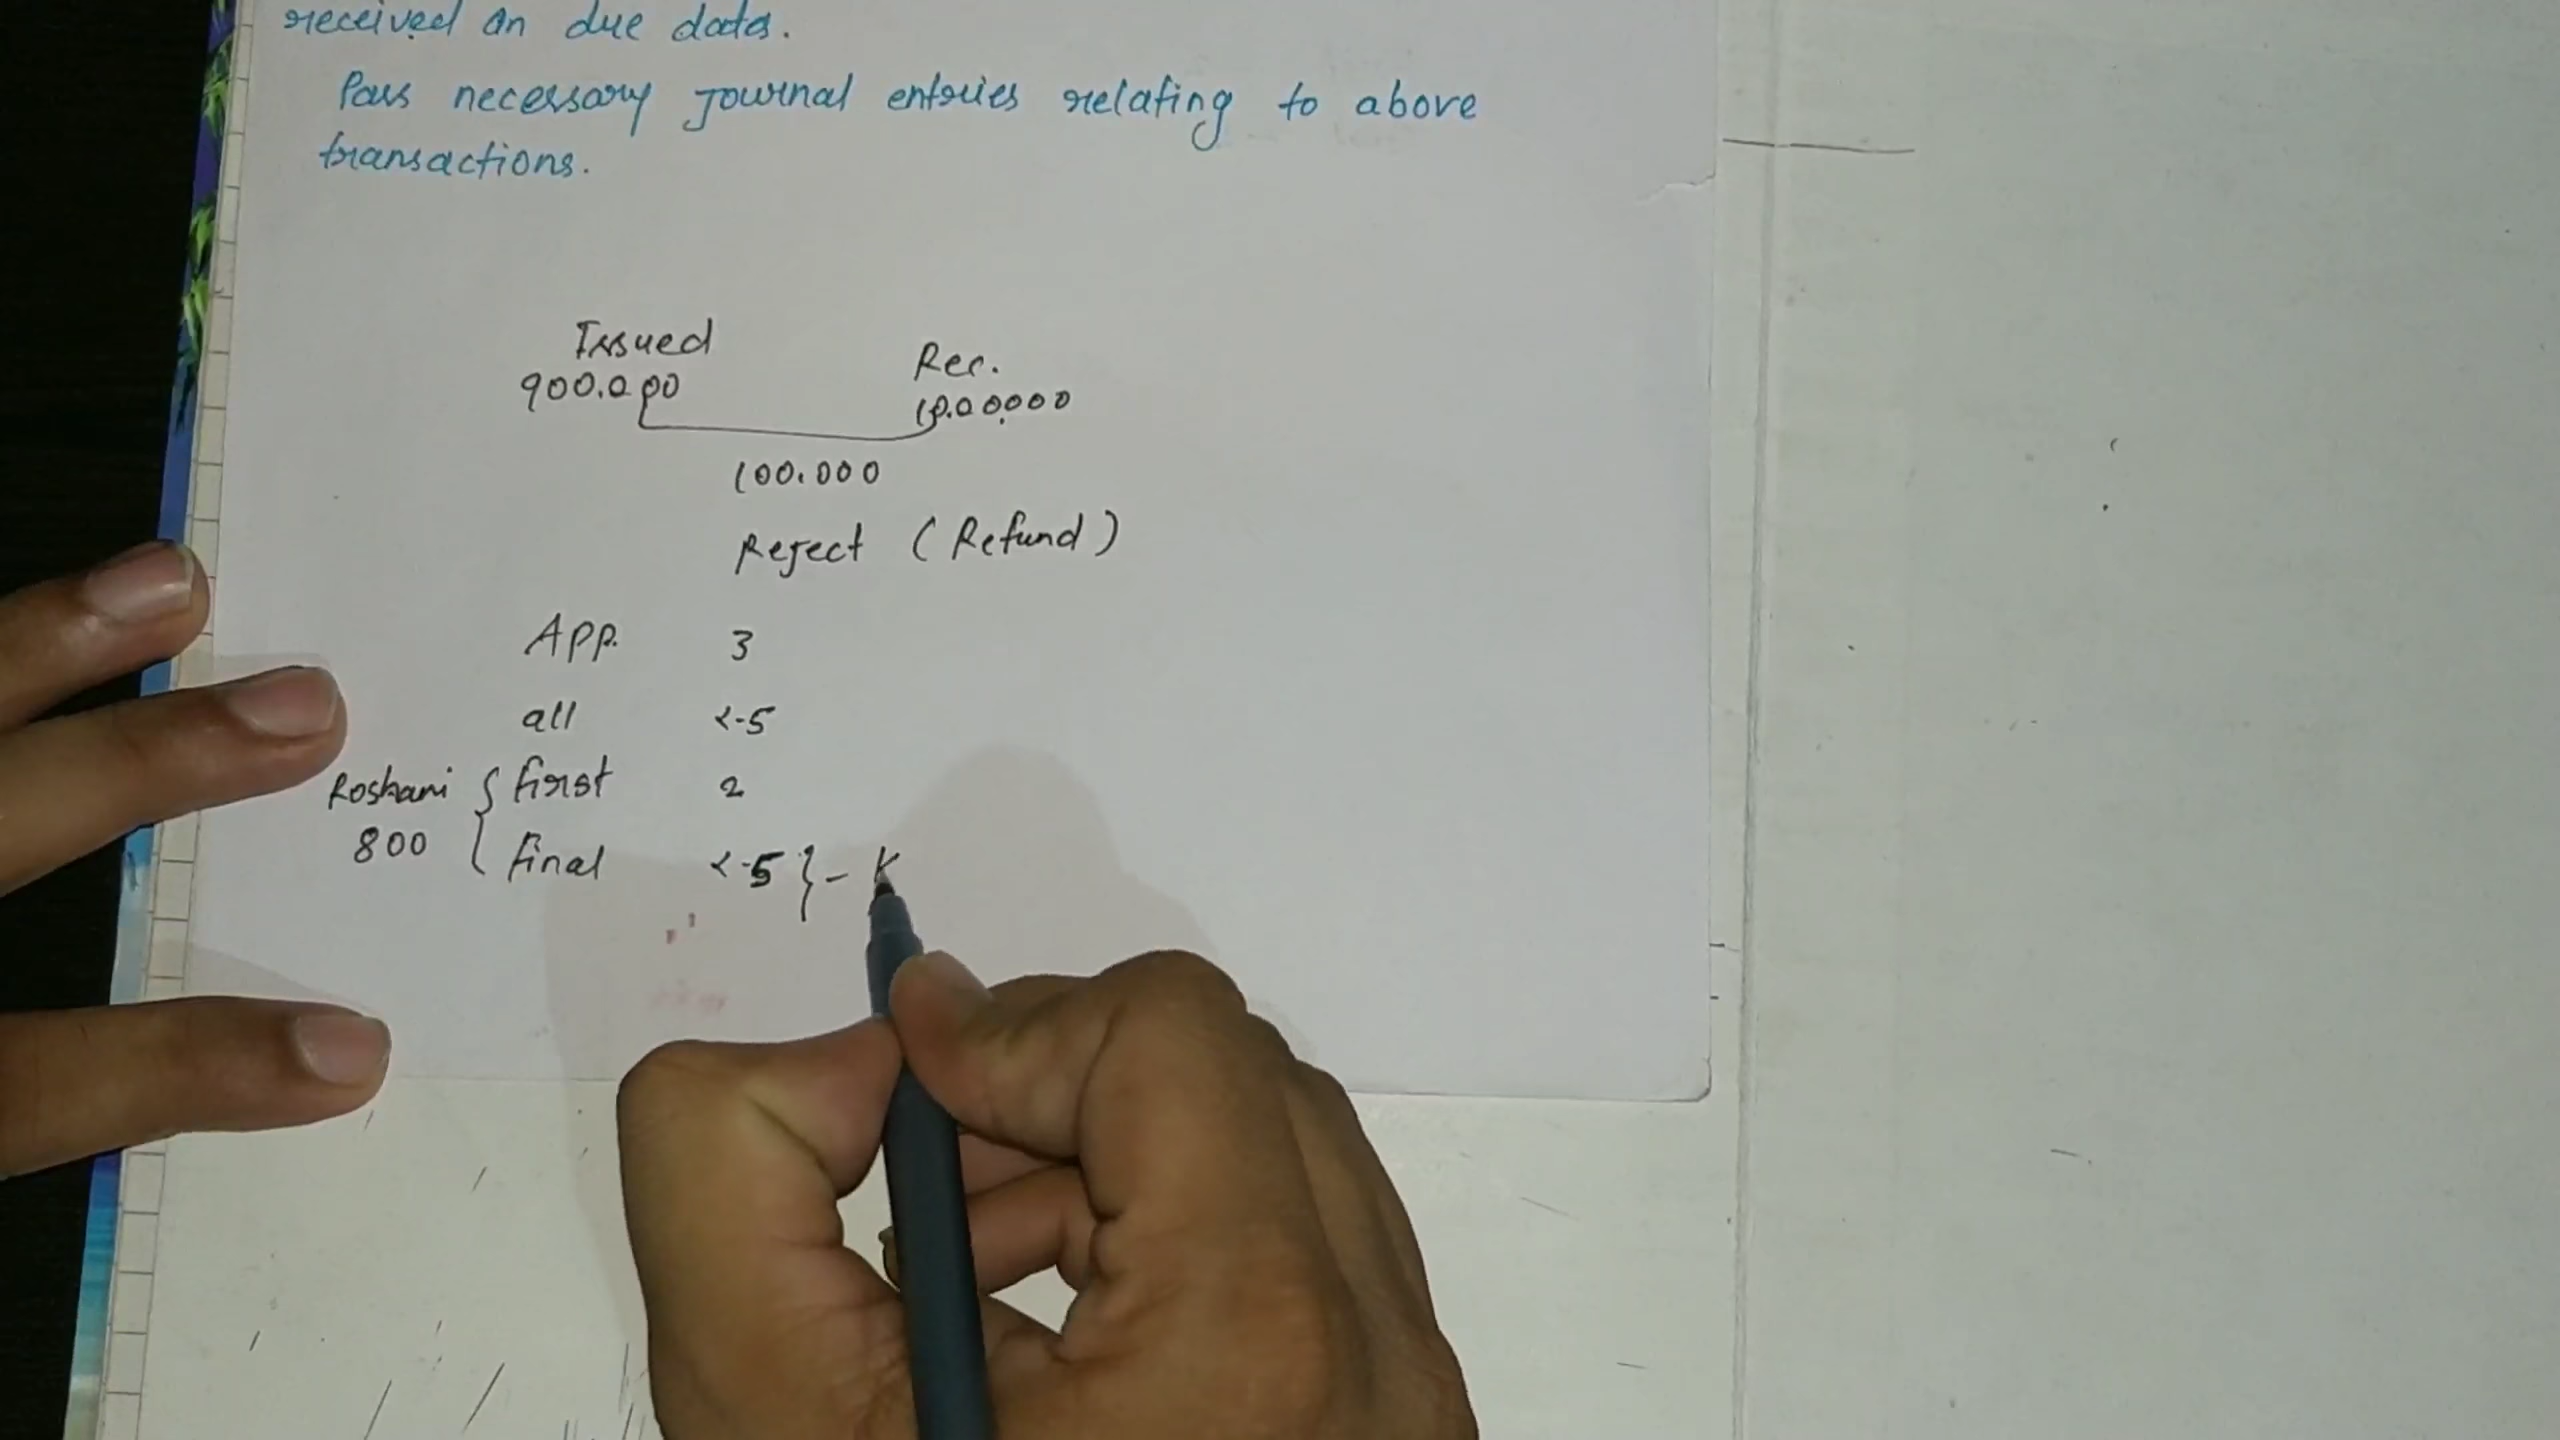 received on due dates.
Pass necessary Journal entries relating to above
transactions.
Issued
900.000
Rec.
10.00.000
100.000
Reject (Refund)
App. 3
all 2.5
Roshani { first 2
800 final 2.5 } - K